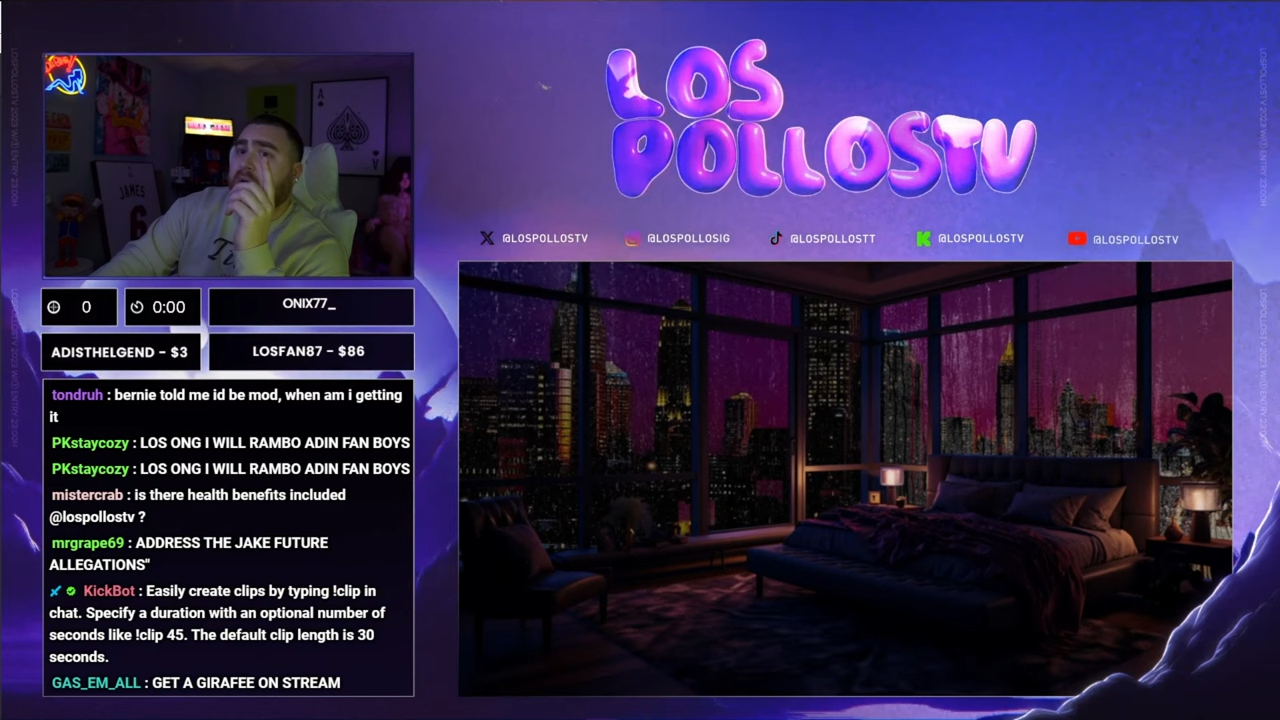 LOS
POLLOSTV
@LOSPOLLOSTV
@LOSPOLLOSIG
@LOSPOLLOSTT
@LOSPOLLOSTV
@LOSPOLLOSTV
A
JAMES
6
A
0
0:00
ONIX77_
ADISTHELGEND - $3
LOSFAN87 - $86
tondruh : bernie told me id be mod, when am i getting
it
PKstaycozy : LOS ONG I WILL RAMBO ADIN FAN BOYS
PKstaycozy : LOS ONG I WILL RAMBO ADIN FAN BOYS
mistercrab : is there health benefits included
@lospollostv ?
mrgrape69 : ADDRESS THE JAKE FUTURE
ALLEGATIONS"
KickBot : Easily create clips by typing !clip in
chat. Specify a duration with an optional number of
seconds like !clip 45. The default clip length is 30
seconds.
GAS_EM_ALL : GET A GIRAFEE ON STREAM